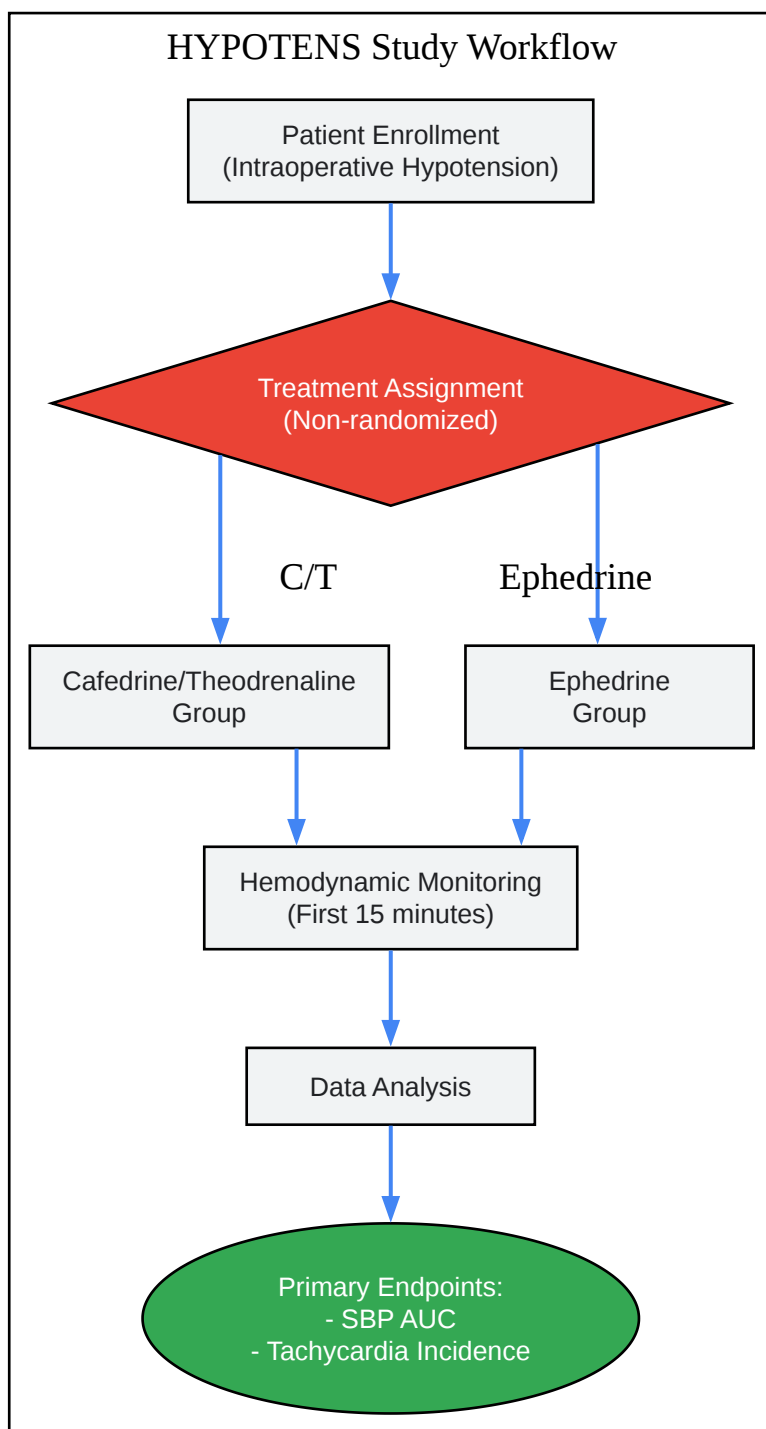 HYPOTENS Study Workflow
Patient Enrollment
(Intraoperative Hypotension)
Treatment Assignment
(Non-randomized)
C/T
Ephedrine
Cafedrine/Theodrenaline
Group
Ephedrine
Group
Hemodynamic Monitoring
(First 15 minutes)
Data Analysis
Primary Endpoints:
- SBP AUC
- Tachycardia Incidence